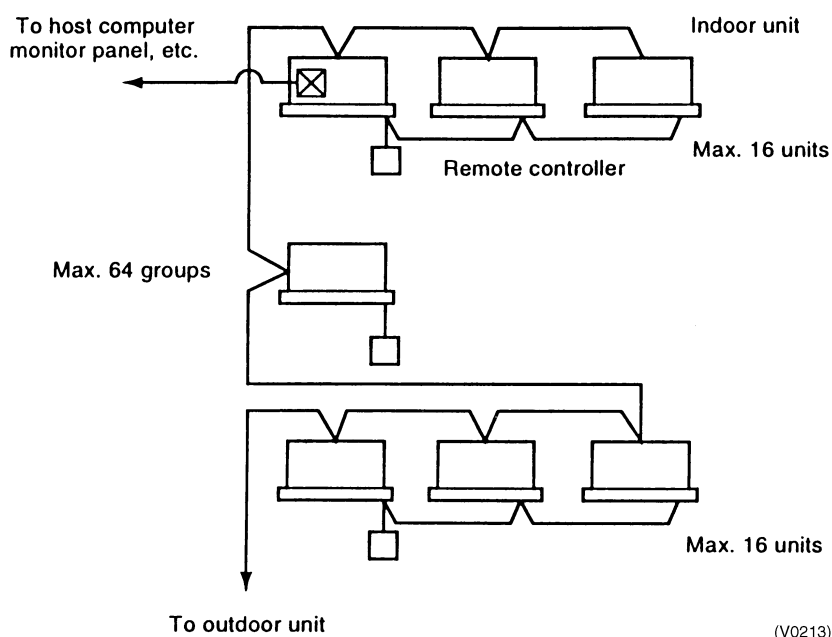 To host computer
monitor panel, etc.
Indoor unit
Max. 16 units
Remote controller
Max. 64 groups
Max. 16 units
To outdoor unit
(V0213)